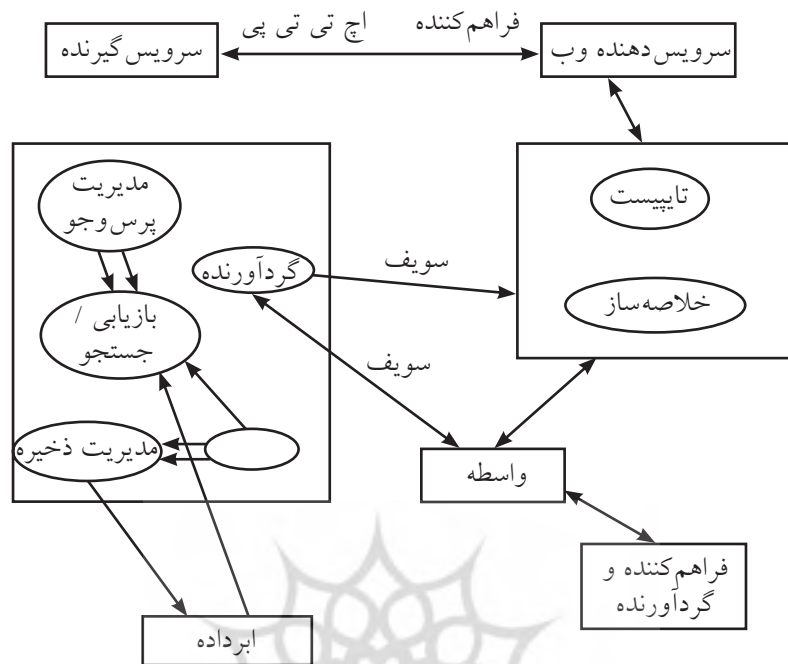 فراهم‌کننده
اچ تی تی پی
سرویس‌دهنده وب
سرویس‌گیرنده
تایپیست
خلاصه‌ساز
مدیریت
پرس‌وجو
گردآورنده
سویف
بازیابی /
جستجو
سویف
مدیریت ذخیره
واسطه
فراهم‌کننده و
گردآورنده
ابرداده